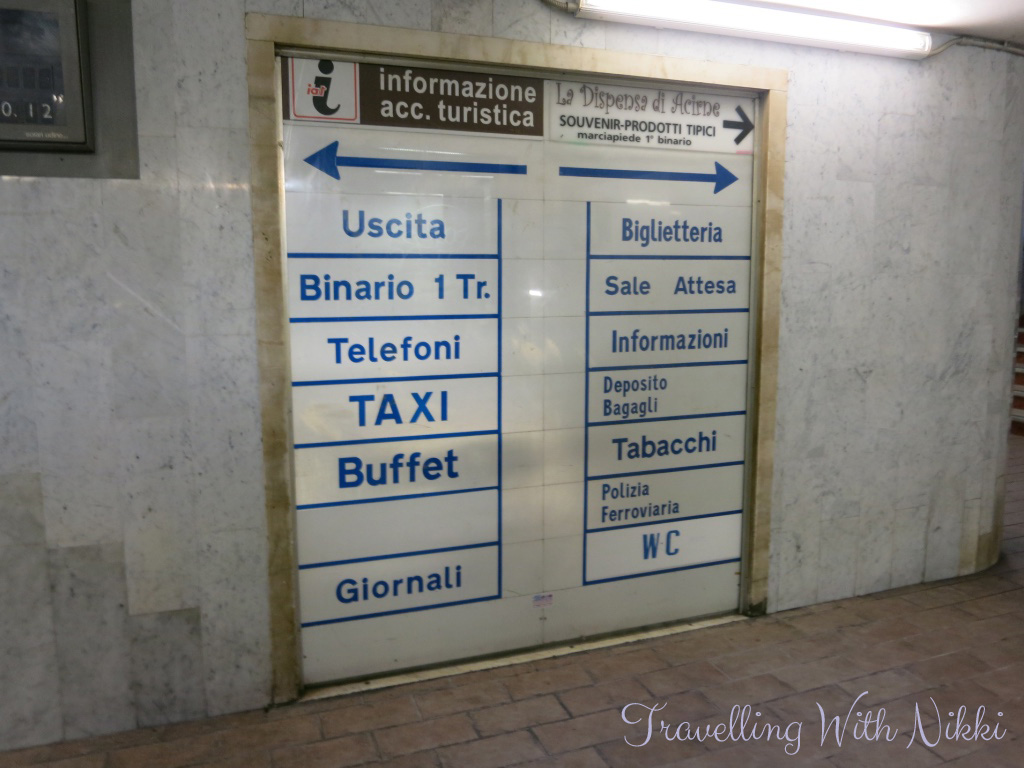 0.12
i
iat
informazione
acc. turistica
La Dispensa di Acirne
SOUVENIR-PRODOTTI TIPICI
marciapiede 1° binario
Uscita
Binario 1 Tr.
Telefoni
TAXI
Buffet
Giornali
Biglietteria
Sale Attesa
Informazioni
Deposito
Bagagli
Tabacchi
Polizia
Ferroviaria
WC
Travelling With Nikki